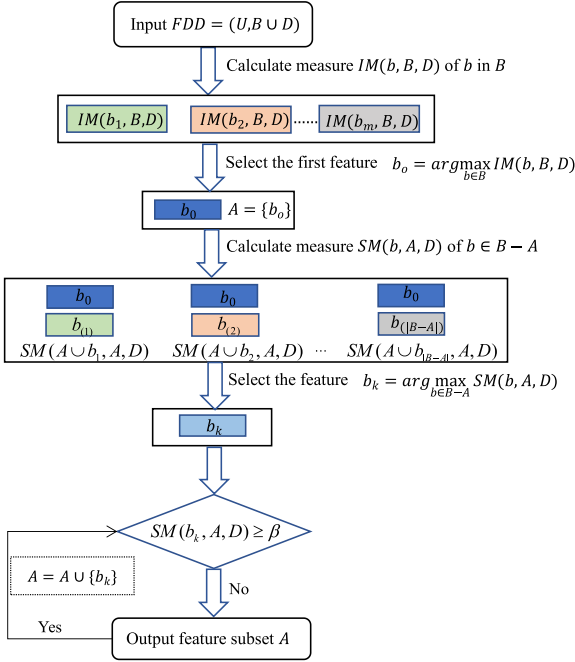 Input FDD = (U,B ∪ D)
Calculate measure IM(b, B, D) of b in B
IM(b₁, B,D) IM(b₂, B, D) ...... IM(bₘ, B, D)
Select the first feature bₒ = argmax IM(b, B, D)
b∈B
b₀ A = {bₒ}
Calculate measure SM(b, A, D) of b ∈ B − A
b₀ b₀ b₀
b₍₁₎ b₍₂₎ b_(|B−A|)
SM(A ∪ b₁, A, D) SM(A ∪ b₂, A, D) ... SM(A ∪ b_|B−A|, A, D)
Select the feature bₖ = arg max SM(b, A, D)
b∈B−A
bₖ
SM(bₖ, A, D) ≥ β
A = A ∪ {bₖ}
No
Yes
Output feature subset A